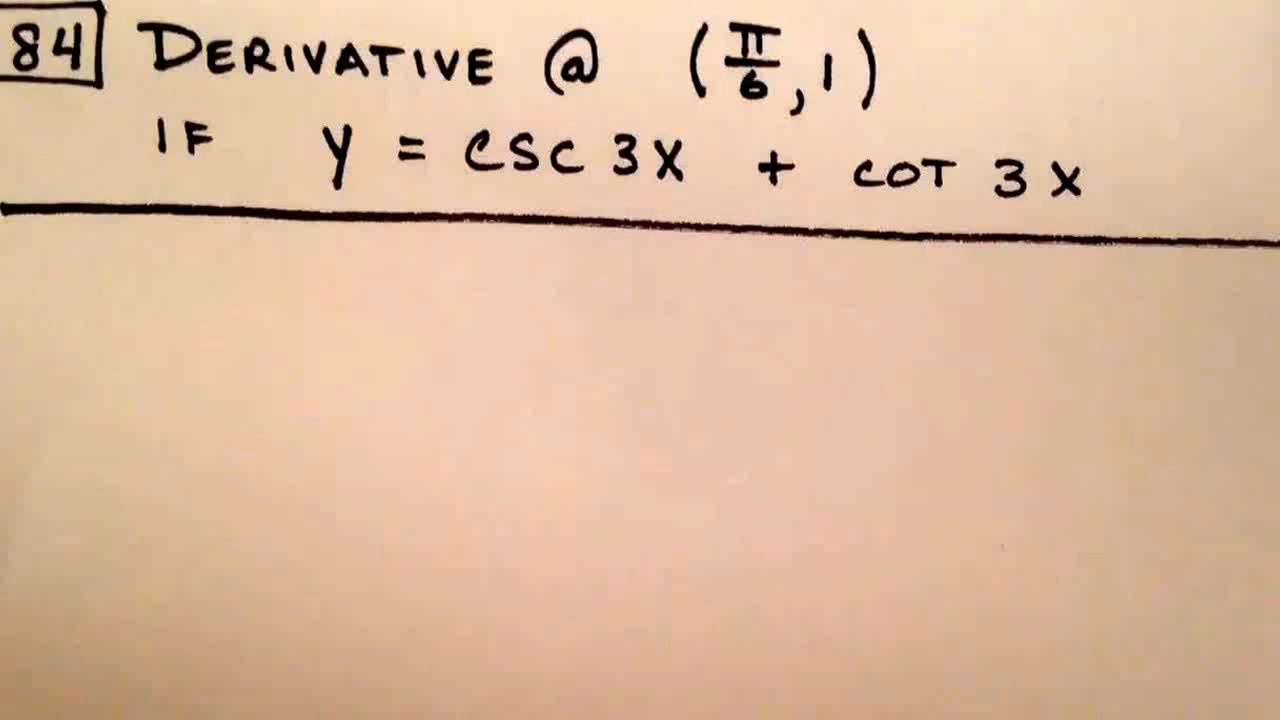 84 DERIVATIVE @ (π/6, 1)
IF y = CSC 3X + COT 3X